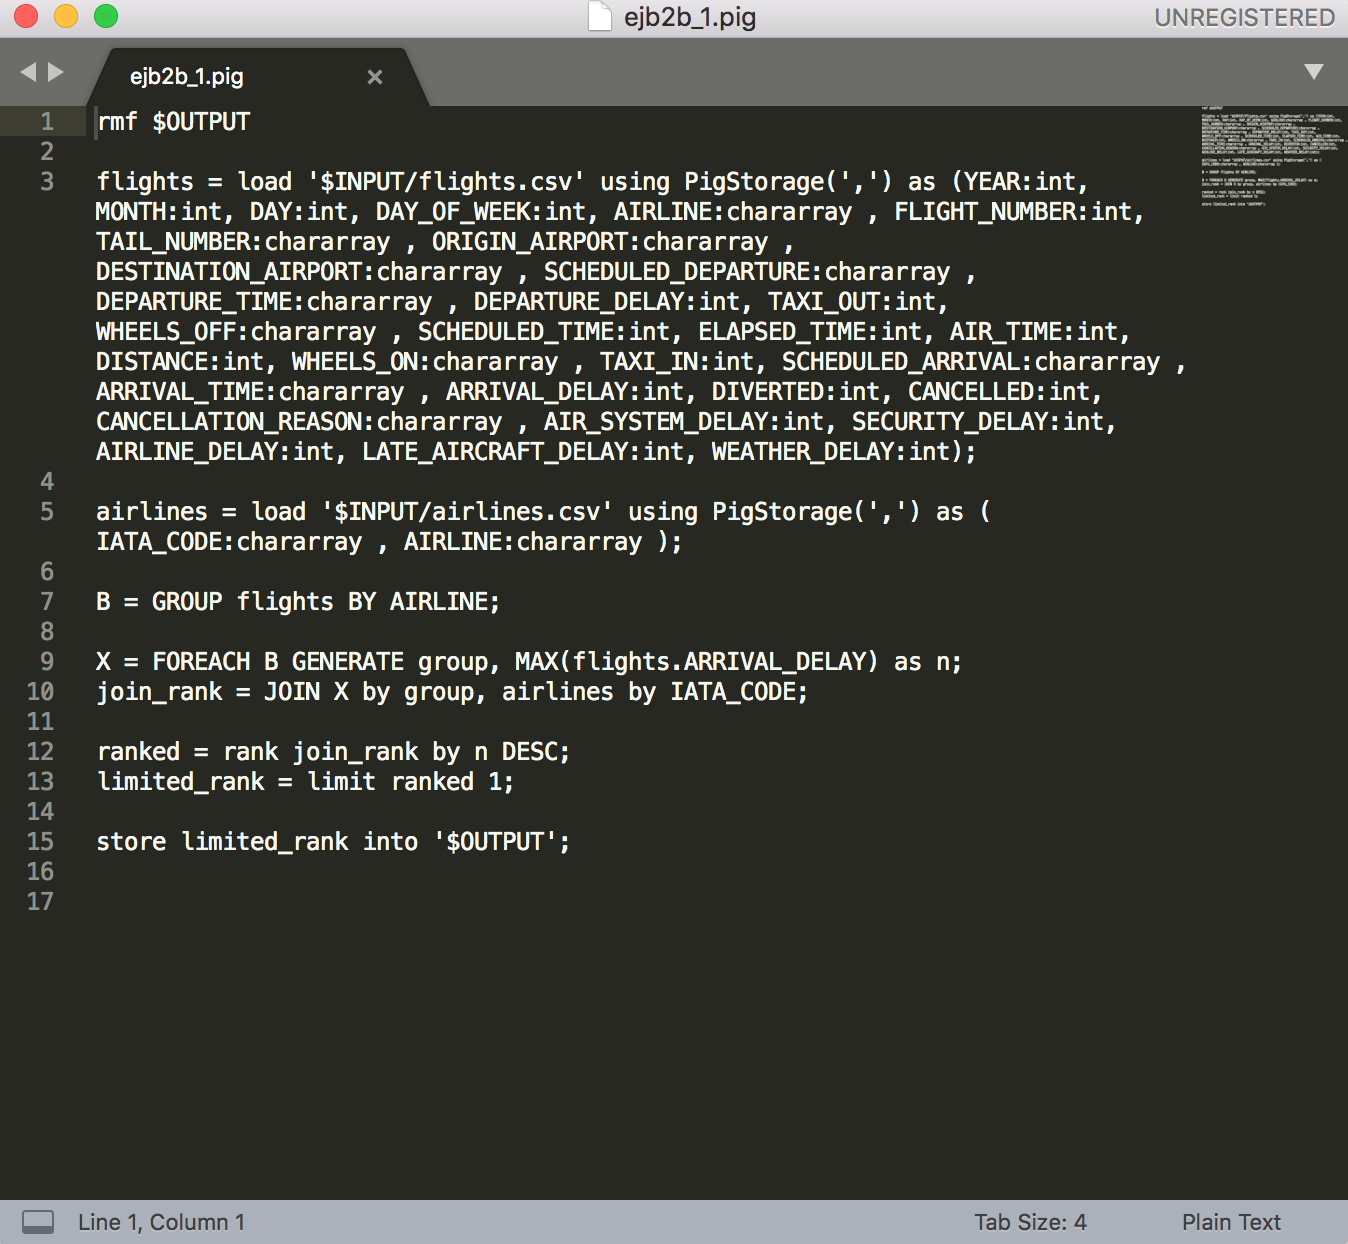 ejb2b_1.pig
UNREGISTERED
ejb2b_1.pig
1 rmf $OUTPUT
2
3 flights = load '$INPUT/flights.csv' using PigStorage(',') as (YEAR:int,
MONTH:int, DAY:int, DAY_OF_WEEK:int, AIRLINE:chararray , FLIGHT_NUMBER:int,
TAIL_NUMBER:chararray , ORIGIN_AIRPORT:chararray ,
DESTINATION_AIRPORT:chararray , SCHEDULED_DEPARTURE:chararray ,
DEPARTURE_TIME:chararray , DEPARTURE_DELAY:int, TAXI_OUT:int,
WHEELS_OFF:chararray , SCHEDULED_TIME:int, ELAPSED_TIME:int, AIR_TIME:int,
DISTANCE:int, WHEELS_ON:chararray , TAXI_IN:int, SCHEDULED_ARRIVAL:chararray ,
ARRIVAL_TIME:chararray , ARRIVAL_DELAY:int, DIVERTED:int, CANCELLED:int,
CANCELLATION_REASON:chararray , AIR_SYSTEM_DELAY:int, SECURITY_DELAY:int,
AIRLINE_DELAY:int, LATE_AIRCRAFT_DELAY:int, WEATHER_DELAY:int);
4
5 airlines = load '$INPUT/airlines.csv' using PigStorage(',') as (
IATA_CODE:chararray , AIRLINE:chararray );
6
7 B = GROUP flights BY AIRLINE;
8
9 X = FOREACH B GENERATE group, MAX(flights.ARRIVAL_DELAY) as n;
10 join_rank = JOIN X by group, airlines by IATA_CODE;
11
12 ranked = rank join_rank by n DESC;
13 limited_rank = limit ranked 1;
14
15 store limited_rank into '$OUTPUT';
16
17
Line 1, Column 1
Tab Size: 4
Plain Text